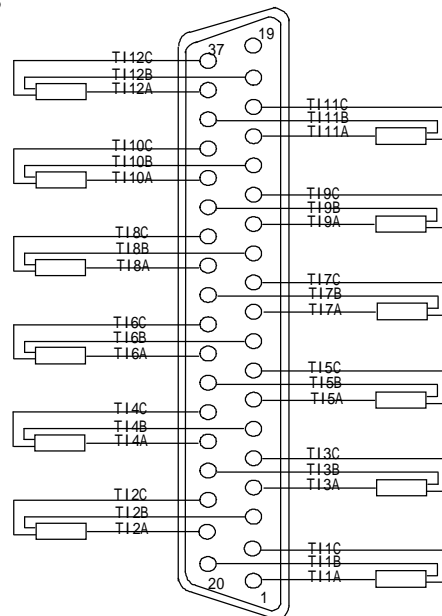 19
37
TI12C
TI12B
TI12A
TI11C
TI11B
TI11A
TI10C
TI10B
TI10A
TI9C
TI9B
TI9A
TI8C
TI8B
TI8A
TI7C
TI7B
TI7A
TI6C
TI6B
TI6A
TI5C
TI5B
TI5A
TI4C
TI4B
TI4A
TI3C
TI3B
TI3A
TI2C
TI2B
TI2A
TI1C
TI1B
TI1A
20
1